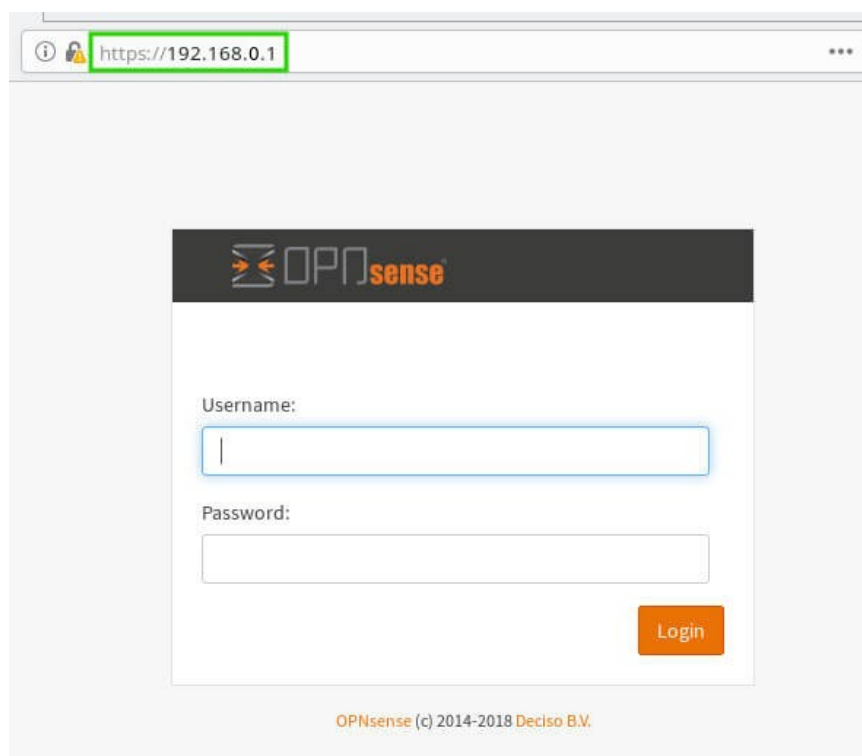 https://192.168.0.1
OPNsense
Username:
Password:
Login
OPNsense (c) 2014-2018 Deciso B.V.